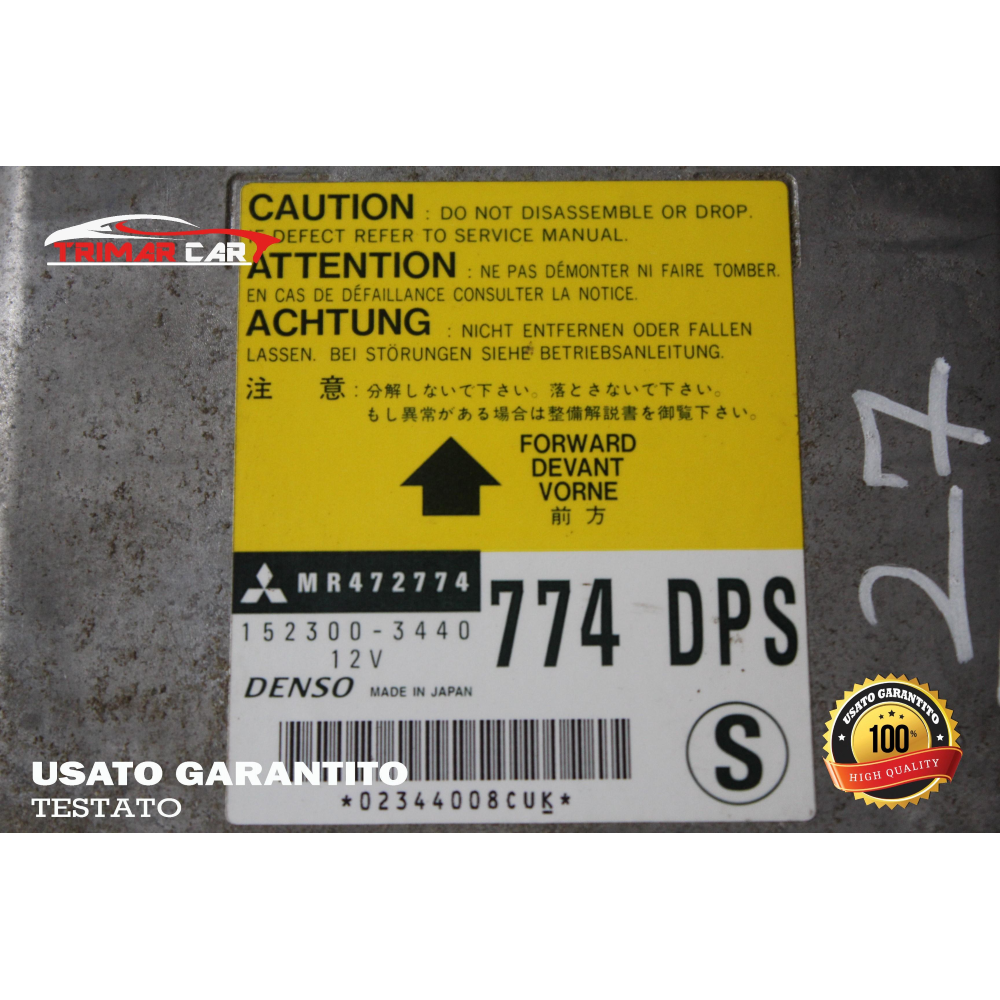 CAUTION : DO NOT DISASSEMBLE OR DROP.
DEFECT REFER TO SERVICE MANUAL.
TRIMAR CAR
ATTENTION : NE PAS DÉMONTER NI FAIRE TOMBER.
EN CAS DE DÉFAILLANCE CONSULTER LA NOTICE.
ACHTUNG : NICHT ENTFERNEN ODER FALLEN
LASSEN. BEI STÖRUNGEN SIEHE BETRIEBSANLEITUNG.
注 意 : 分解しないで下さい。落とさないで下さい。
もし異常がある場合は整備解説書を御覧下さい。
FORWARD
DEVANT
VORNE
前 方
27
MR472774
774 DPS
152300-3440
12V
DENSO MADE IN JAPAN
S
*02344008CUK*
USATO GARANTITO
TESTATO
USATO GARANTITO
100%
HIGH QUALITY